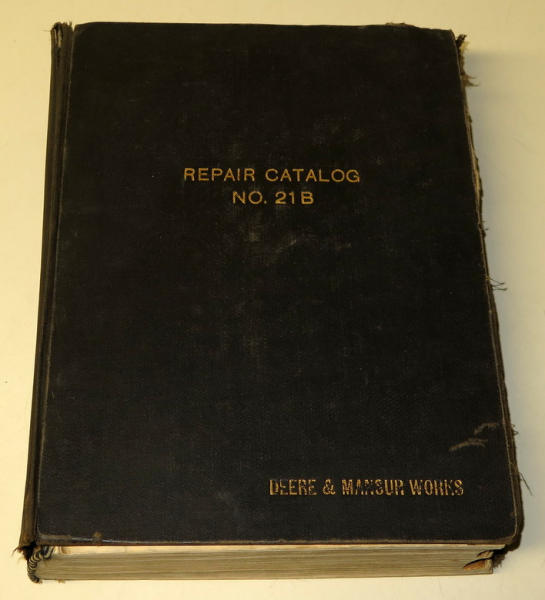 REPAIR CATALOG
NO. 21B
DEERE & MANSUR WORKS